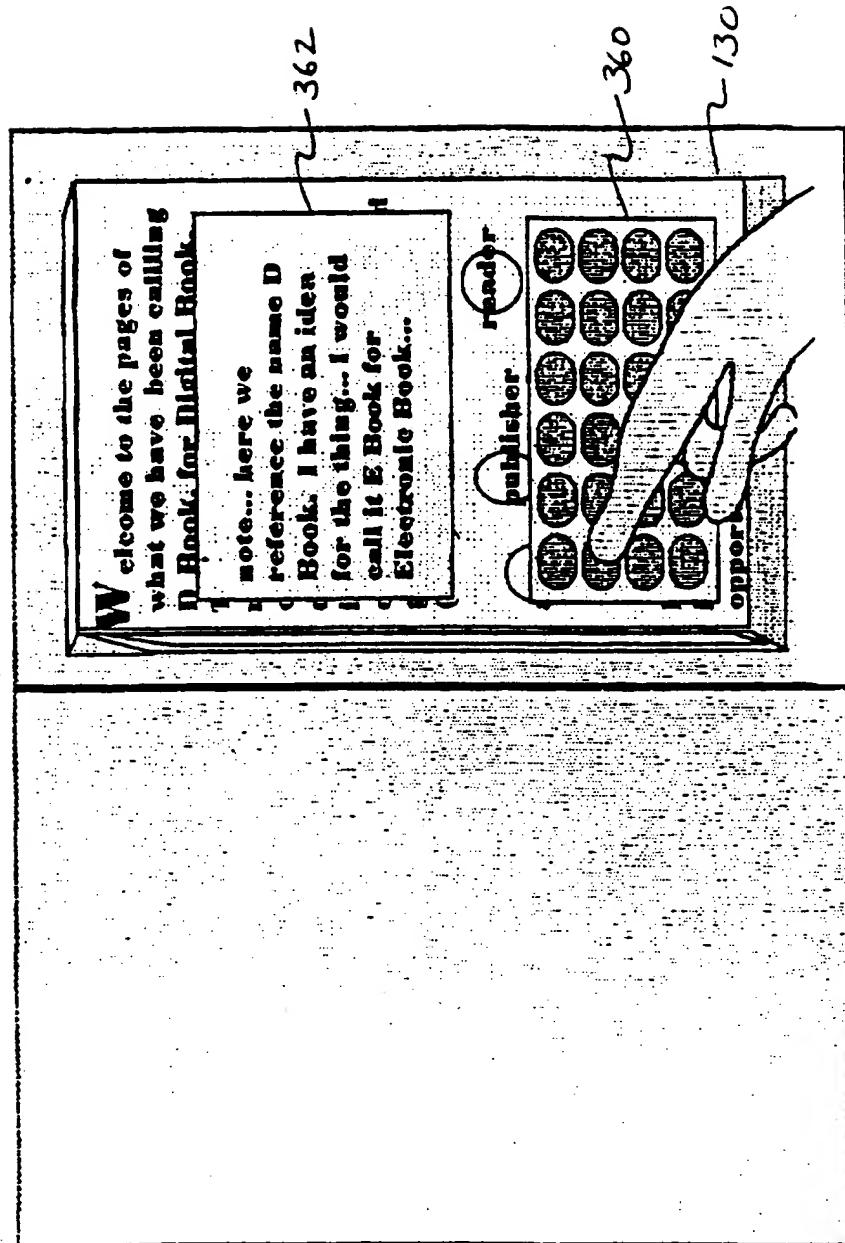 Welcome to the pages of
what we have been callling
D Book, for Digital Book.
note... here we
reference the name D
Book. I have an idea
for the thing... I would
call it E Book for
Electronic Book...
publisher reader
oppor
362
360
130